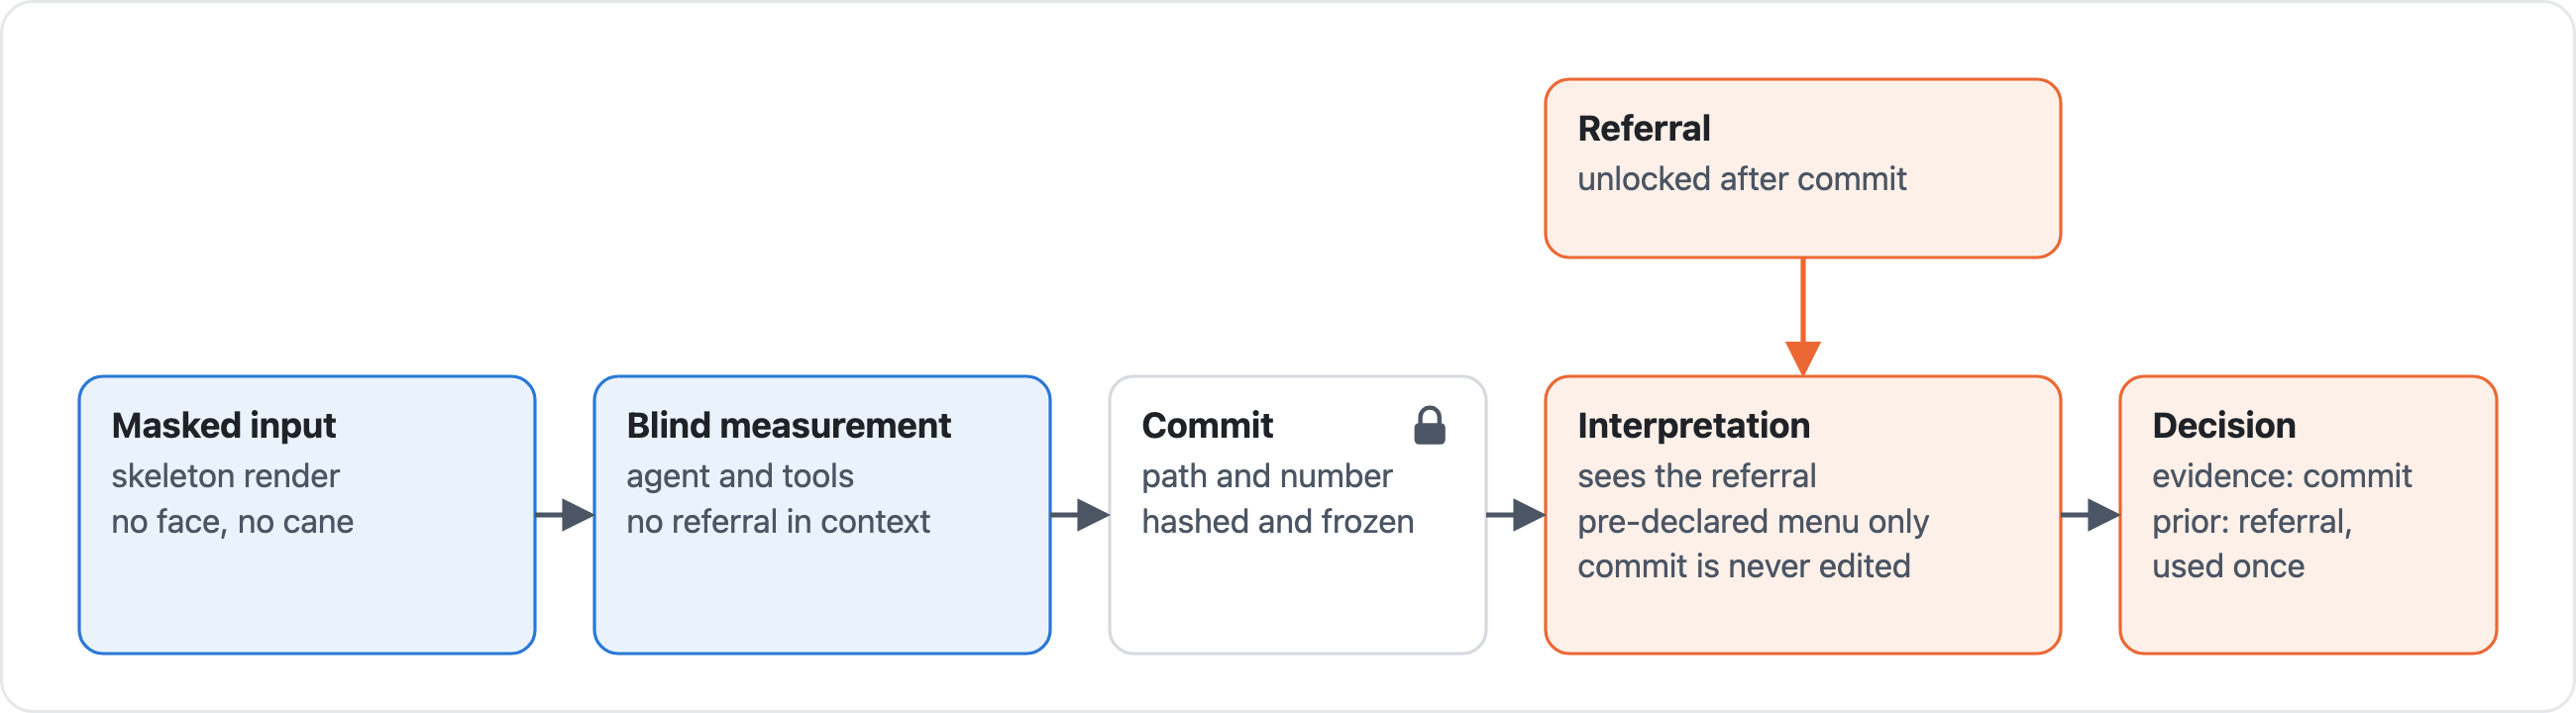 Referral
unlocked after commit
Masked input
skeleton render
no face, no cane
Blind measurement
agent and tools
no referral in context
Commit
path and number
hashed and frozen
Interpretation
sees the referral
pre-declared menu only
commit is never edited
Decision
evidence: commit
prior: referral,
used once